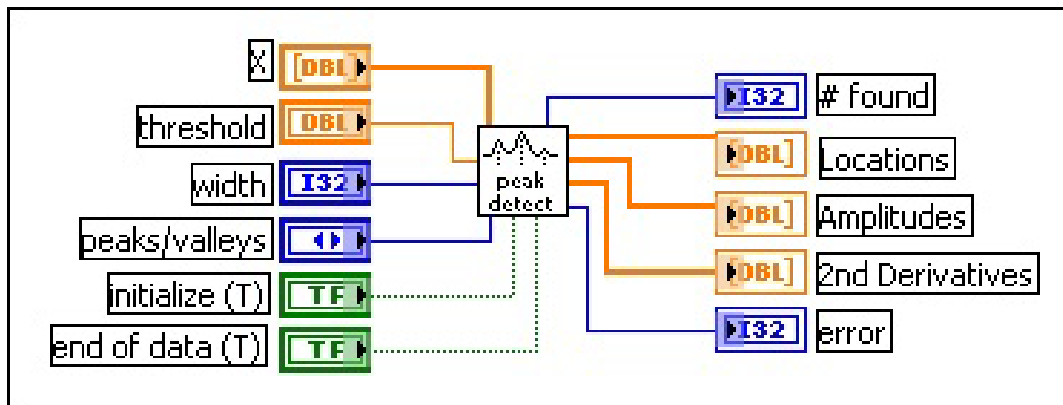 X
[DBL]
threshold
DBL
width
I32
peaks/valleys
initialize (T)
TF
end of data (T)
TF
peak
detect
I32
# found
[DBL]
Locations
[DBL]
Amplitudes
[DBL]
2nd Derivatives
I32
error